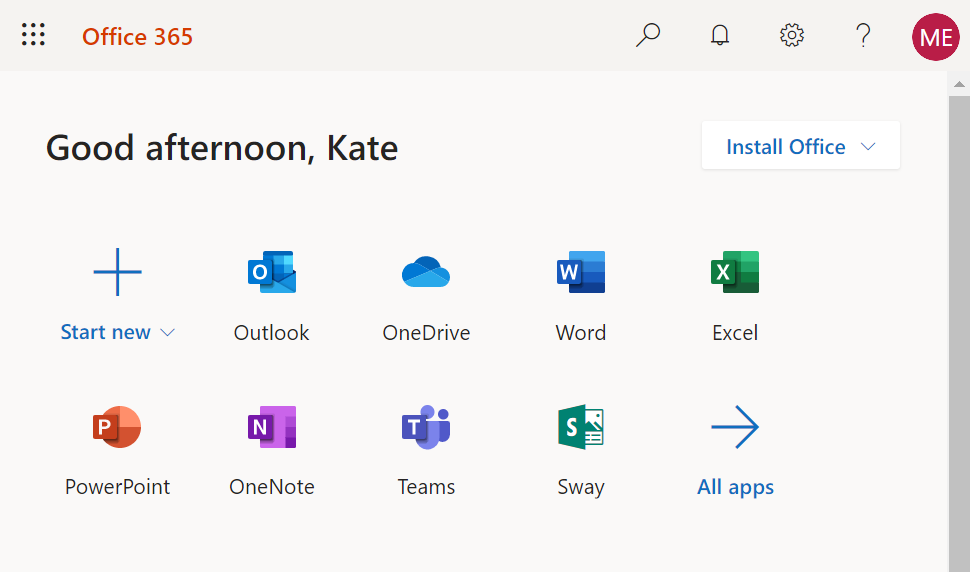 Office 365
ME
Good afternoon, Kate
Install Office
Start new
Outlook
OneDrive
Word
Excel
PowerPoint
OneNote
Teams
Sway
All apps